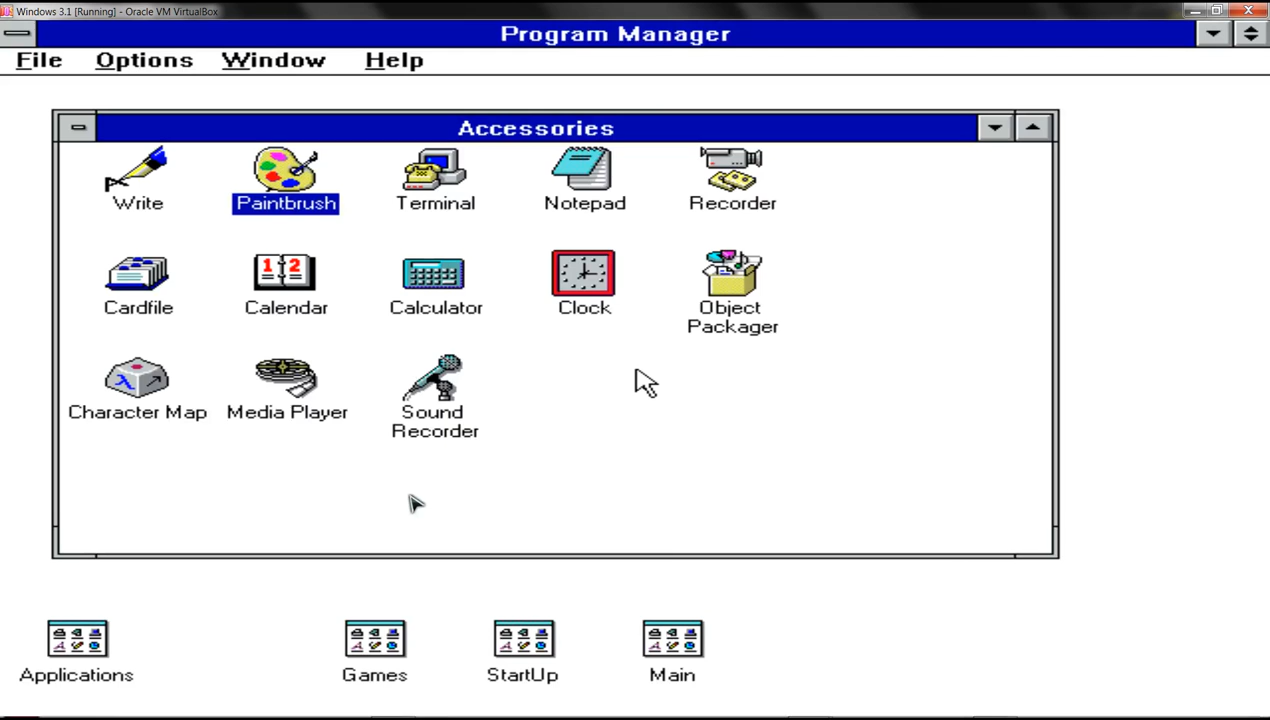 Windows 3.1 [Running] - Oracle VM VirtualBox
Program Manager
File Options Window Help
Accessories
Write Paintbrush Terminal Notepad Recorder
Cardfile Calendar Calculator Clock Object
Packager
Character Map Media Player Sound
Recorder
Applications Games StartUp Main